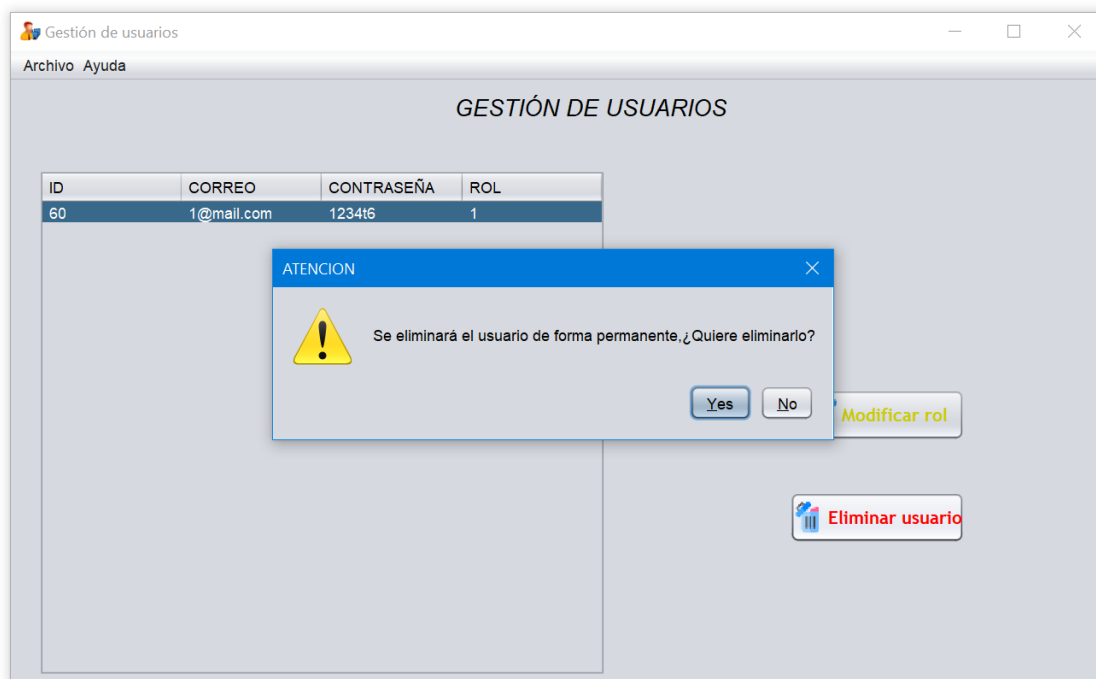 Gestión de usuarios
Archivo Ayuda
GESTIÓN DE USUARIOS
ID CORREO CONTRASEÑA ROL
60 1@mail.com 1234t6 1
ATENCION
Se eliminará el usuario de forma permanente,¿Quiere eliminarlo?
Yes No
Modificar rol
Eliminar usuario